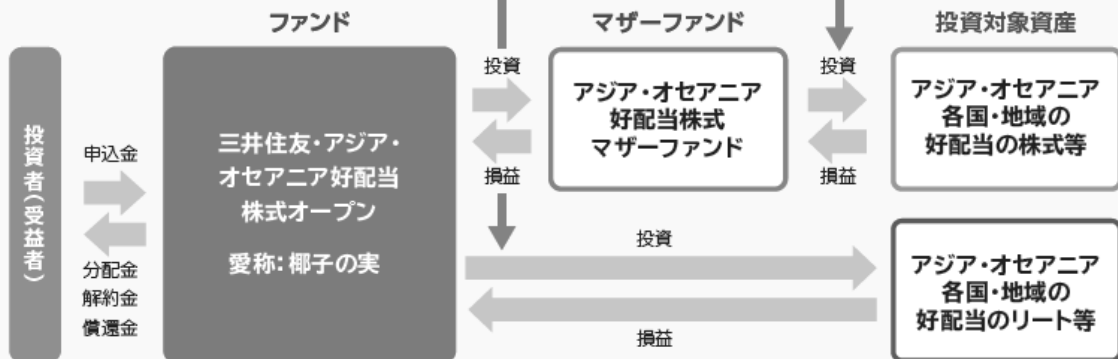 ファンド
マザーファンド
投資対象資産
投資者(受益者)
申込金
分配金
解約金
償還金
三井住友・アジア・
オセアニア好配当
株式オープン
愛称:椰子の実
投資
損益
アジア・オセアニア
好配当株式
マザーファンド
投資
損益
アジア・オセアニア
各国・地域の
好配当の株式等
投資
損益
アジア・オセアニア
各国・地域の
好配当のリート等